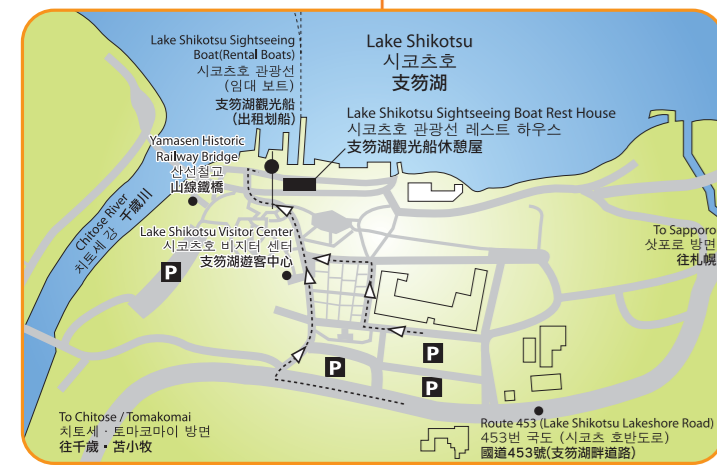 Lake Shikotsu Sightseeing
Boat(Rental Boats)
시코츠호 관광선
(임대 보트)
支笏湖觀光船
（出租划船）
Lake Shikotsu
시코츠호
支笏湖
Lake Shikotsu Sightseeing Boat Rest House
시코츠호 관광선 레스트 하우스
支笏湖觀光船休憩屋
Yamasen Historic
Railway Bridge
산선철교
山線鐵橋
Chitose River
치토세 강 千歲川
Lake Shikotsu Visitor Center
시코츠호 비지터 센터
支笏湖遊客中心
To Sapporo
삿포로 방면
往札幌
P
P
P
P
To Chitose / Tomakomai
치토세 · 토마코마이 방면
往千歲・苫小牧
Route 453 (Lake Shikotsu Lakeshore Road)
453번 국도 (시코츠 호반도로)
國道453號(支笏湖畔道路)